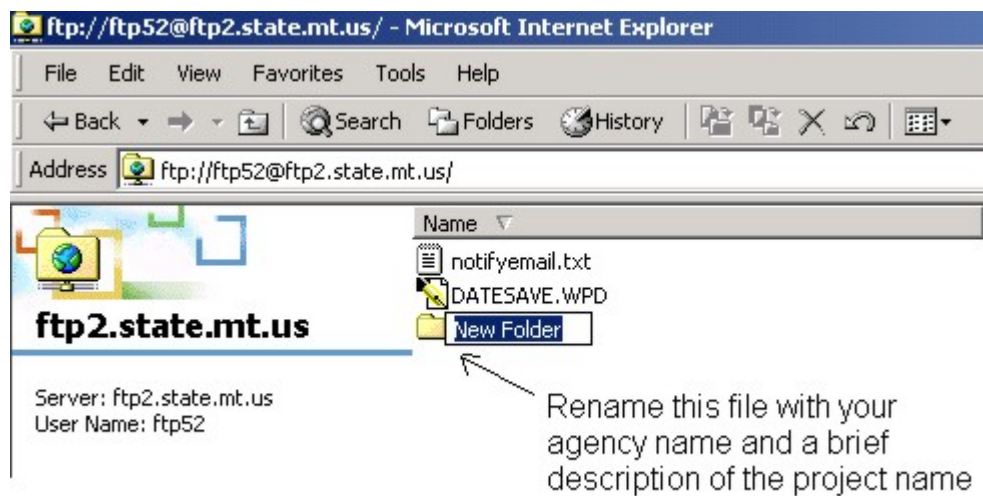 ftp://ftp52@ftp2.state.mt.us/ - Microsoft Internet Explorer
File Edit View Favorites Tools Help
Back Search Folders History
Address ftp://ftp52@ftp2.state.mt.us/
Name
notifyemail.txt
DATESAVE.WPD
New Folder
ftp2.state.mt.us
Server: ftp2.state.mt.us
User Name: ftp52
Rename this file with your
agency name and a brief
description of the project name